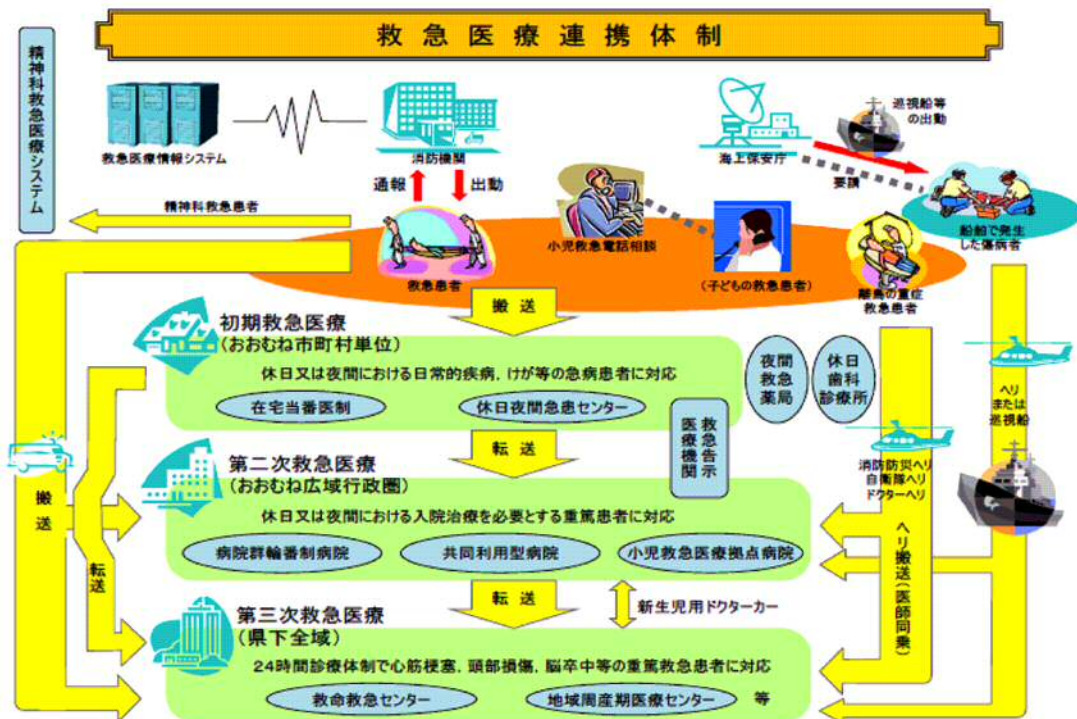 救急医療連携体制
精神科救急医療システム
救急医療情報システム
消防機関
海上保安庁
巡視船等
の出動
要請
通報
出動
精神科救急患者
小児救急電話相談
(子どもの救急患者)
船舶で発生
した傷病者
救急患者
離島の重症
救急患者
搬送
初期救急医療
(おおむね市町村単位)
休日又は夜間における日常的疾病，けが等の急病患者に対応
在宅当番医制
休日夜間急患センター
夜間
救急
薬局
休日
歯科
診療所
救急告示
医療機関
転送
第二次救急医療
(おおむね広域行政圏)
休日又は夜間における入院治療を必要とする重篤患者に対応
病院群輪番制病院
共同利用型病院
小児救急医療拠点病院
消防防災ヘリ
自衛隊ヘリ
ドクターヘリ
ヘリ
または
巡視船
搬送
転送
ヘリ搬送(医師同乗)
転送
新生児用ドクターカー
第三次救急医療
(県下全域)
24時間診療体制で心筋梗塞，頭部損傷，脳卒中等の重篤救急患者に対応
救命救急センター
地域周産期医療センター
等